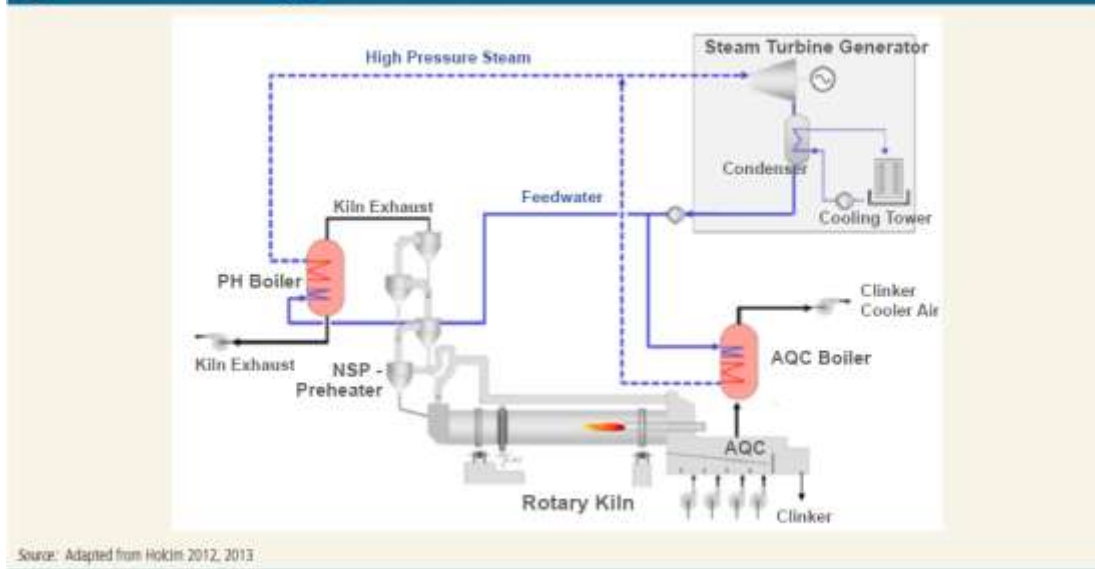 Steam Turbine Generator
High Pressure Steam
Condenser
Feedwater
Cooling Tower
Kiln Exhaust
PH Boiler
Clinker
Cooler Air
Kiln Exhaust
NSP -
Preheater
AQC Boiler
AQC
Rotary Kiln
Clinker
Source: Adapted from Holcim 2012, 2013